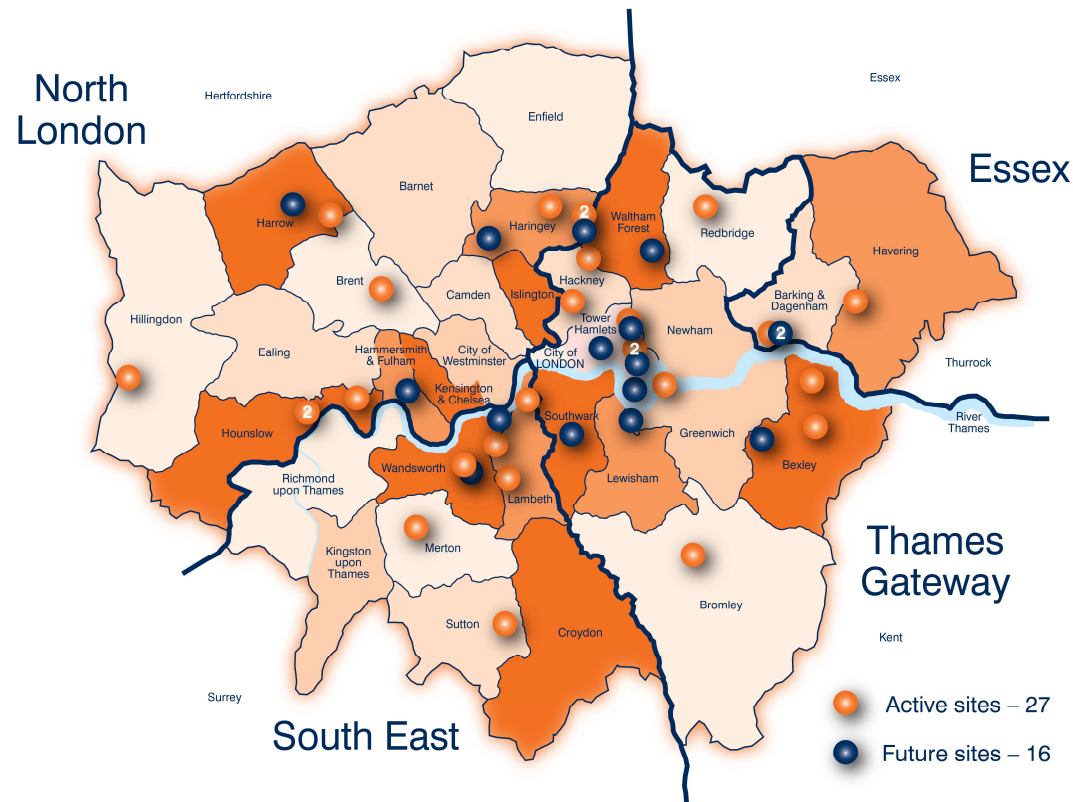 North
London
Hertfordshire
Essex
Enfield
Essex
Barnet
Harrow
Haringey
2
Waltham
Forest
Redbridge
Havering
Brent
Hackney
Camden
Islington
Barking &
Dagenham
Hillingdon
Tower
Hamlets
Newham
2
Ealing
Hammersmith
& Fulham
City of
Westminster
City of
LONDON
2
Thurrock
Kensington
& Chelsea
2
Hounslow
Southwark
Greenwich
River
Thames
Wandsworth
Bexley
Richmond
upon Thames
Lambeth
Lewisham
Merton
Kingston
upon
Thames
Thames
Gateway
Bromley
Sutton
Croydon
Kent
Surrey
South East
Active sites – 27
Future sites – 16